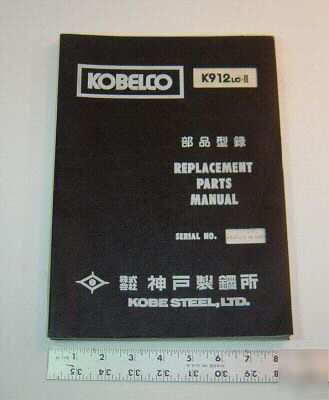 KOBELCO
K912LC-II
部品型録
REPLACEMENT
PARTS
MANUAL
SERIAL NO.
株式会社 神戸製鋼所
KOBE STEEL, LTD.
1 2 3 4 5 6 7 8